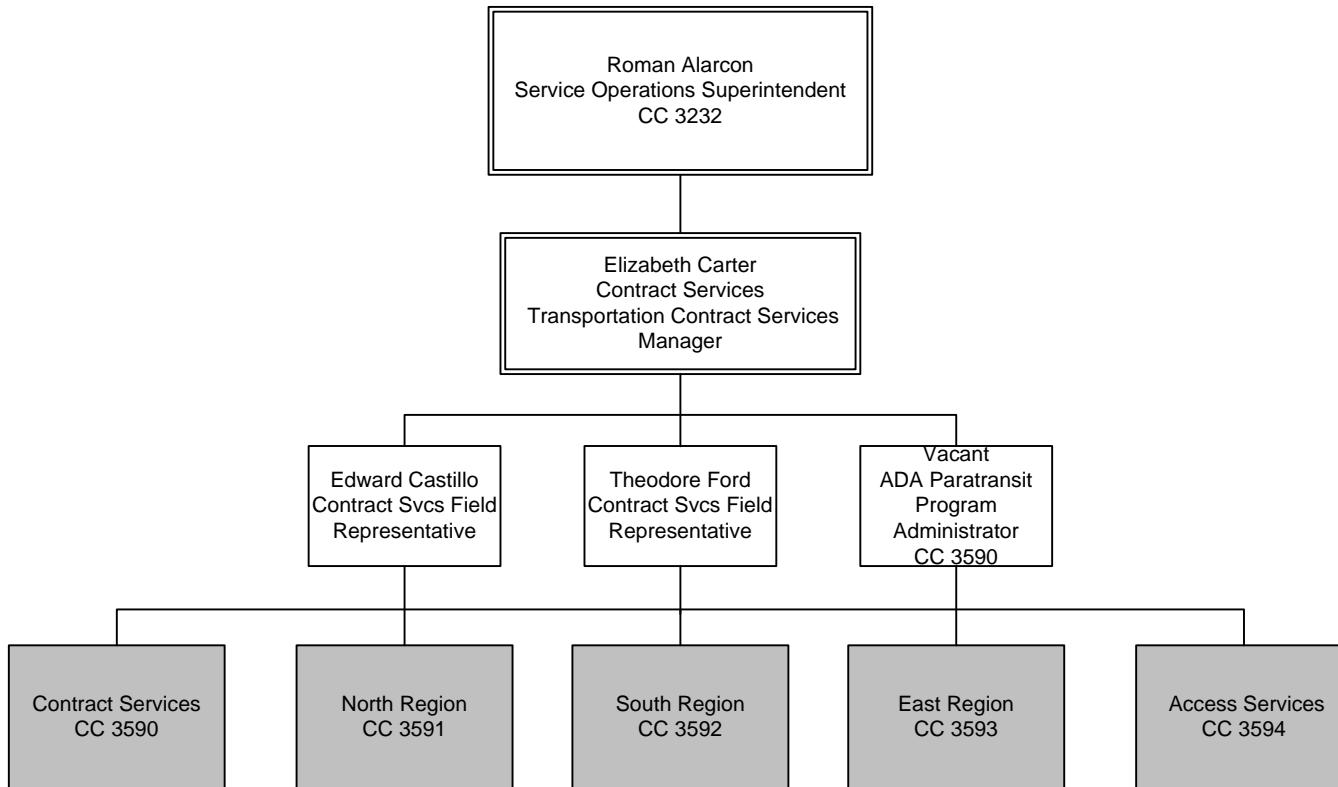 Roman Alarcon
Service Operations Superintendent
CC 3232
Elizabeth Carter
Contract Services
Transportation Contract Services
Manager
Edward Castillo
Contract Svcs Field
Representative
Theodore Ford
Contract Svcs Field
Representative
Vacant
ADA Paratransit
Program
Administrator
CC 3590
Contract Services
CC 3590
North Region
CC 3591
South Region
CC 3592
East Region
CC 3593
Access Services
CC 3594